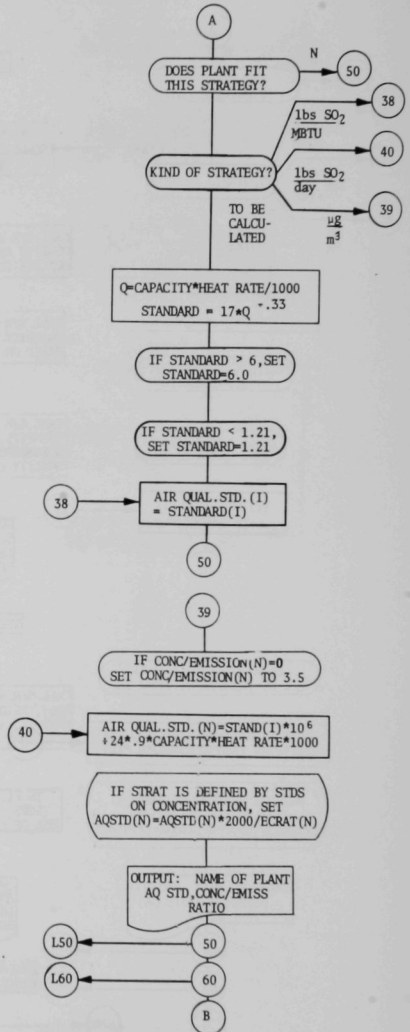 A
DOES PLANT FIT
THIS STRATEGY?
N
50
KIND OF STRATEGY?
lbs SO2
MBTU
38
lbs SO2
day
40
µg
m3
39
TO BE
CALCU-
LATED
Q=CAPACITY*HEAT RATE/1000
STANDARD = 17*Q -.33
IF STANDARD > 6,SET
STANDARD=6.0
IF STANDARD < 1.21,
SET STANDARD=1.21
38
AIR QUAL.STD.(I)
= STANDARD(I)
50
39
IF CONC/EMISSION(N)=0
SET CONC/EMISSION(N) TO 3.5
40
AIR QUAL.STD.(N)=STAND(I)*10 6
+24*.9*CAPACITY*HEAT RATE*1000
IF STRAT IS DEFINED BY STDS
ON CONCENTRATION, SET
AQSTD(N)=AQSTD(N)*2000/ECRAT(N)
OUTPUT: NAME OF PLANT
AQ STD,CONC/EMISS
RATIO
L50
50
L60
60
B